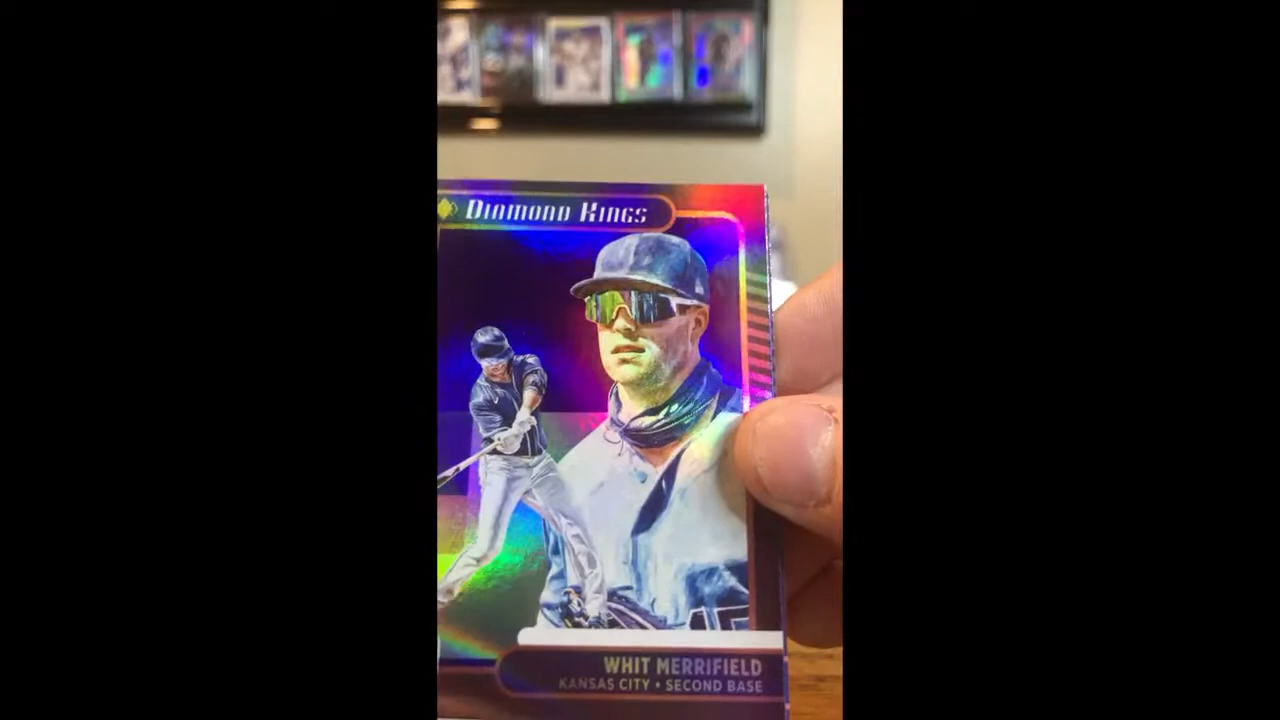 DIAMOND KINGS
WHIT MERRIFIELD
KANSAS CITY • SECOND BASE